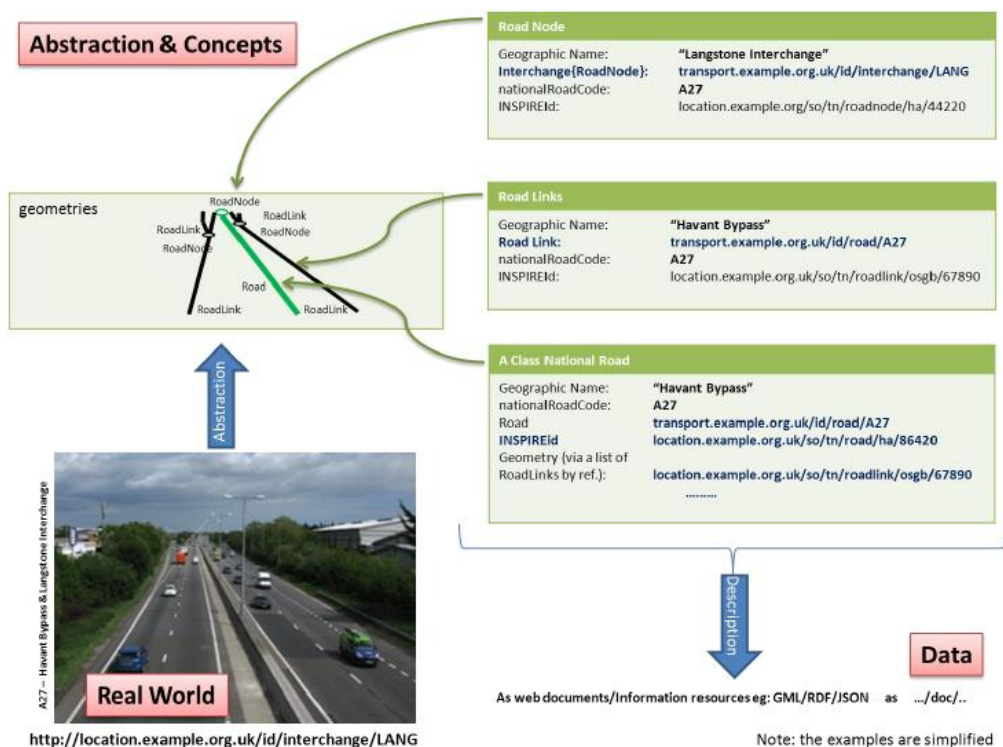 Abstraction & Concepts
Road Node
Geographic Name: "Langstone Interchange"
Interchange{RoadNode}: transport.example.org.uk/id/interchange/LANG
nationalRoadCode: A27
INSPIREId: location.example.org/so/tn/roadnode/ha/44220
geometries
RoadNode
RoadLink
RoadLink
RoadNode
RoadNode
Road
RoadLink
RoadLink
Road Links
Geographic Name: "Havant Bypass"
Road Link: transport.example.org.uk/id/road/A27
nationalRoadCode: A27
INSPIREId: location.example.org.uk/so/tn/roadlink/osgb/67890
A Class National Road
Geographic Name: "Havant Bypass"
nationalRoadCode: A27
Road transport.example.org.uk/id/road/A27
INSPIREid location.example.org.uk/so/tn/road/ha/86420
Geometry (via a list of
RoadLinks by ref.): location.example.org.uk/so/tn/roadlink/osgb/67890
.........
Abstraction
A27 – Havant Bypass & Langstone Interchange
Real World
http://location.example.org.uk/id/interchange/LANG
Description
Data
As web documents/Information resources eg: GML/RDF/JSON as .../doc/..
Note: the examples are simplified